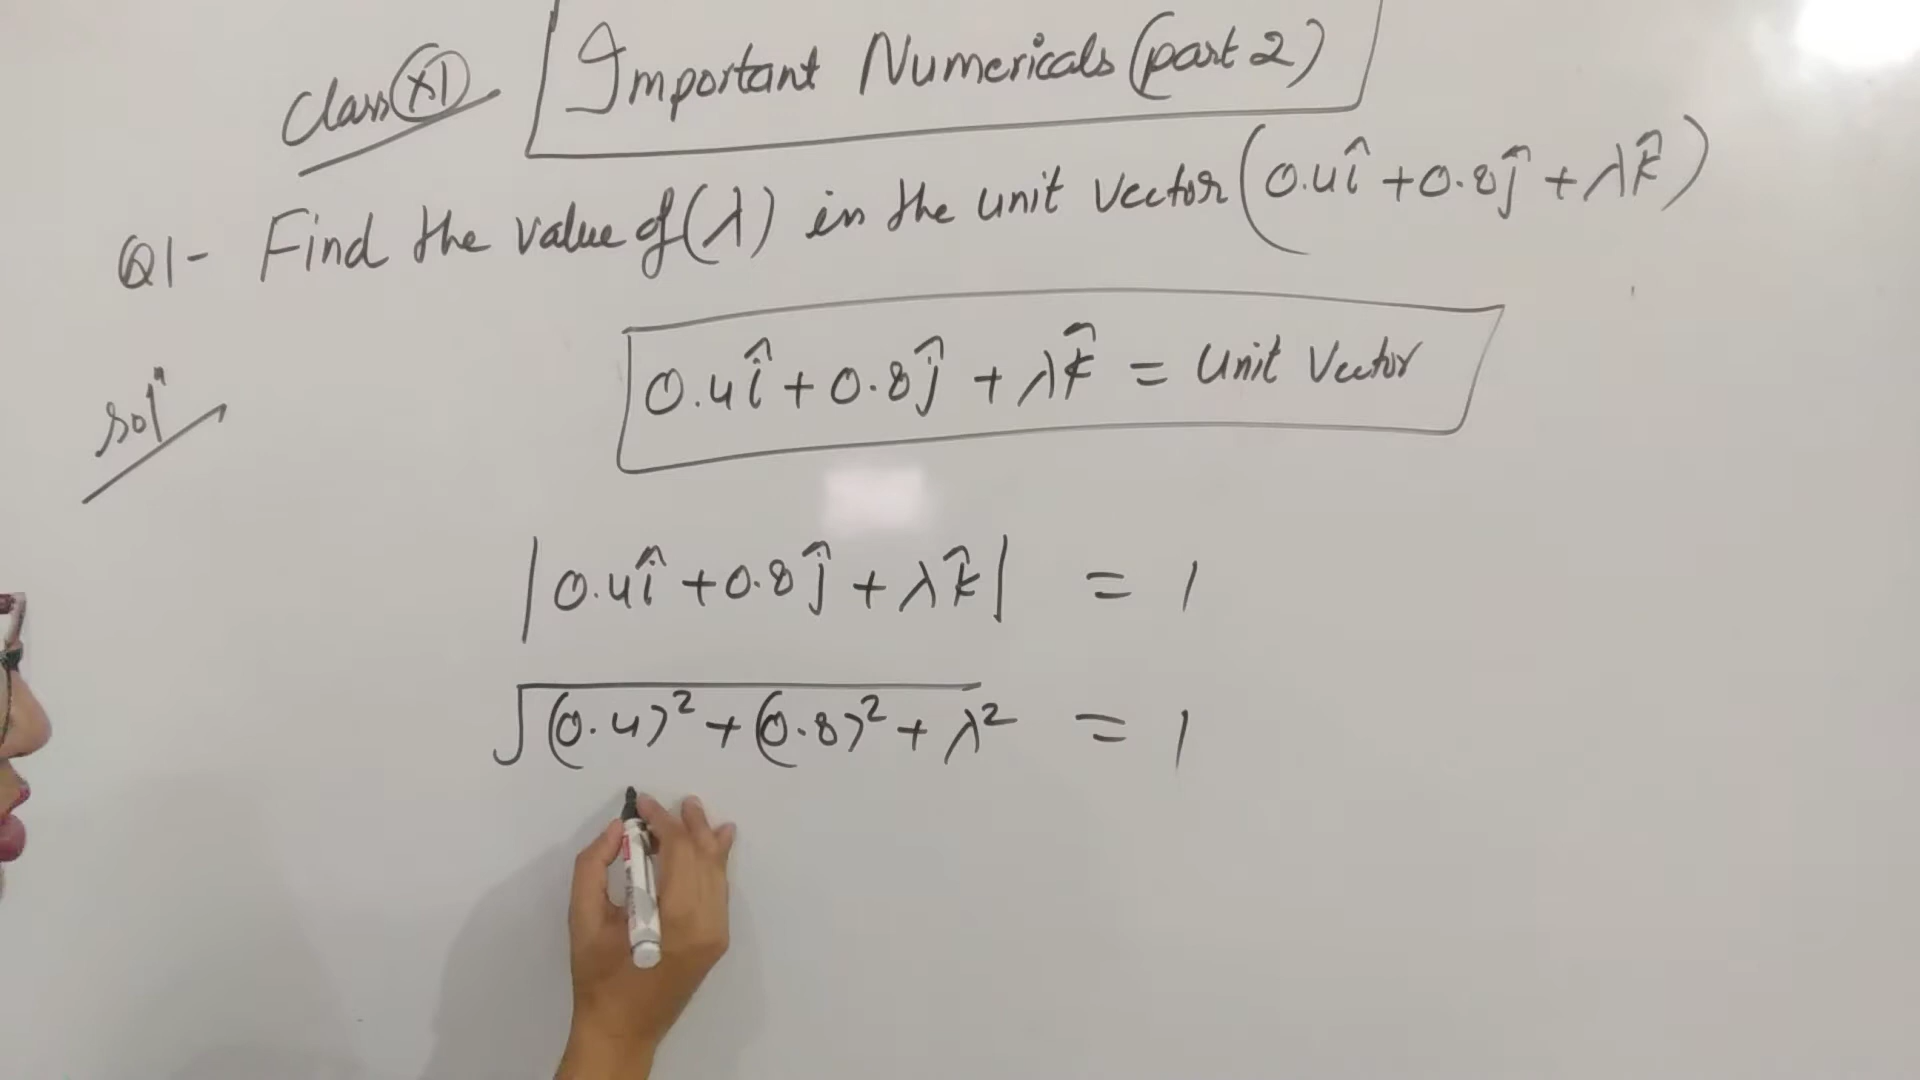 Class XI Important Numericals (part 2)
Q1- Find the value of (λ) in the unit vector (0.4î + 0.8ĵ + λk̂)
solⁿ
0.4î + 0.8ĵ + λk̂ = Unit Vector
|0.4î + 0.8ĵ + λk̂| = 1
√(0.4)² + (0.8)² + λ² = 1